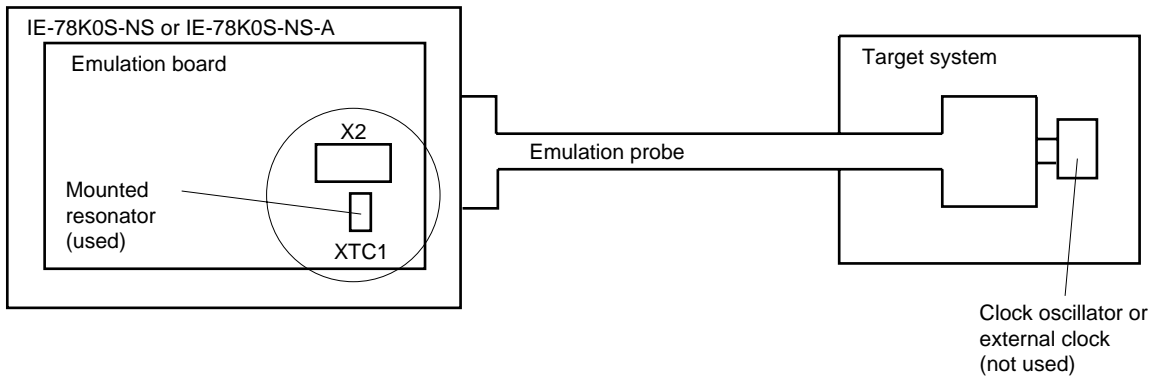 IE-78K0S-NS or IE-78K0S-NS-A
Emulation board
X2
Mounted
resonator
(used)
XTC1
Emulation probe
Target system
Clock oscillator or
external clock
(not used)